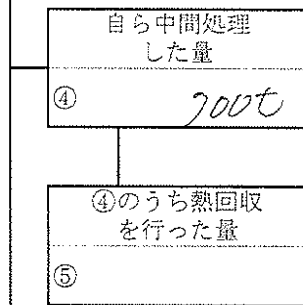 自ら中間処理
した量
④ 700t
④のうち熱回収
を行った量
⑤